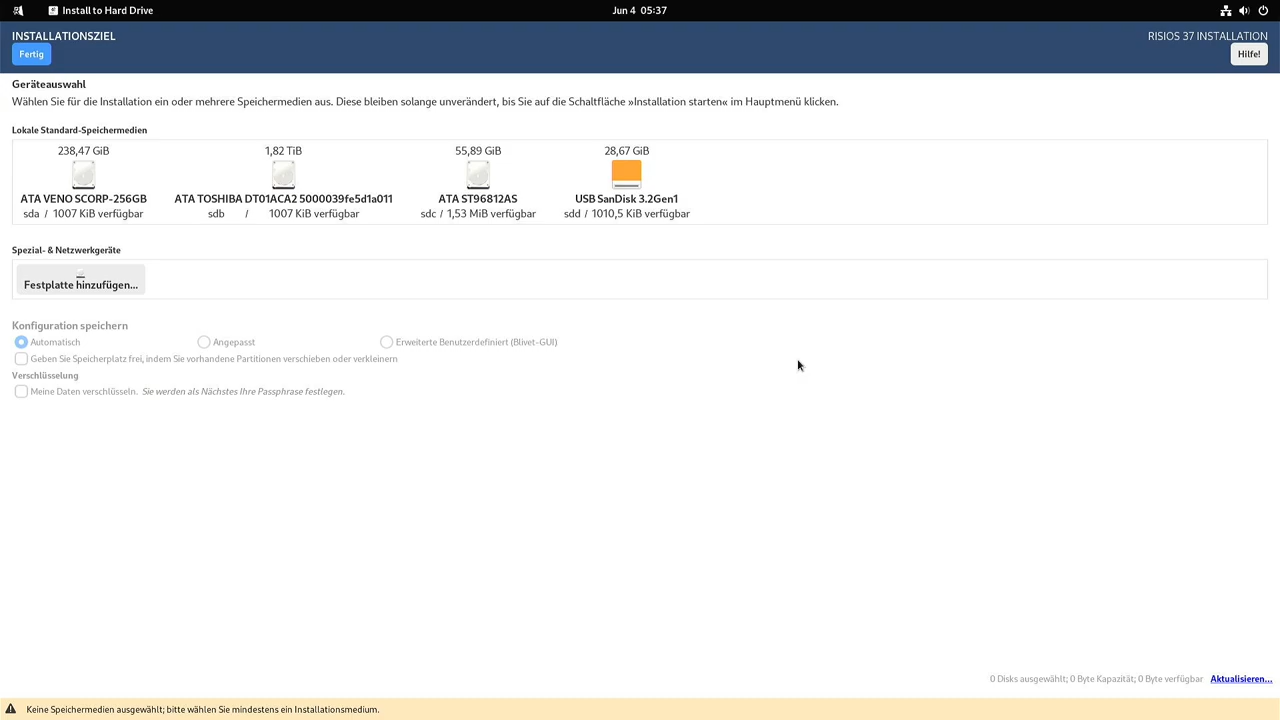 Install to Hard Drive
Jun 4 05:37
INSTALLATIONSZIEL
RISIOS 37 INSTALLATION
Fertig
Hilfe!
Geräteauswahl
Wählen Sie für die Installation ein oder mehrere Speichermedien aus. Diese bleiben solange unverändert, bis Sie auf die Schaltfläche »Installation starten« im Hauptmenü klicken.
Lokale Standard-Speichermedien
238,47 GiB
ATA VENO SCORP-256GB
sda / 1007 KiB verfügbar
1,82 TiB
ATA TOSHIBA DT01ACA2 5000039fe5d1a011
sdb / 1007 KiB verfügbar
55,89 GiB
ATA ST96812AS
sdc / 1,53 MiB verfügbar
28,67 GiB
USB SanDisk 3.2Gen1
sdd / 1010,5 KiB verfügbar
Spezial- & Netzwerkgeräte
Festplatte hinzufügen...
Konfiguration speichern
Automatisch
Angepasst
Erweiterte Benutzerdefiniert (Blivet-GUI)
Geben Sie Speicherplatz frei, indem Sie vorhandene Partitionen verschieben oder verkleinern
Verschlüsselung
Meine Daten verschlüsseln. Sie werden als Nächstes Ihre Passphrase festlegen.
0 Disks ausgewählt; 0 Byte Kapazität; 0 Byte verfügbar
Aktualisieren...
Keine Speichermedien ausgewählt; bitte wählen Sie mindestens ein Installationsmedium.